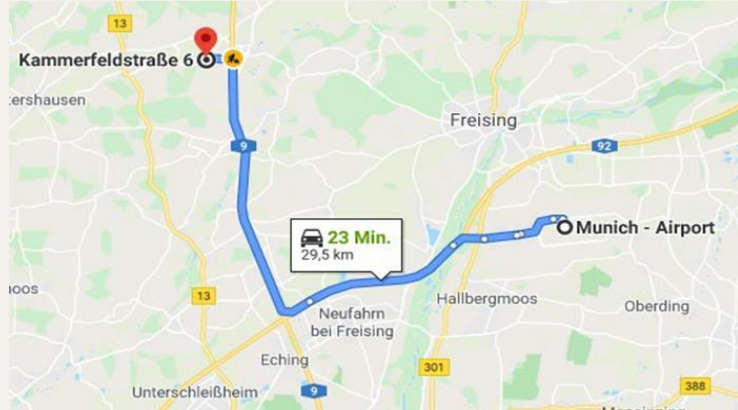 13
Kammerfeldstraße 6
tershausen
Freising
9
92
Munich - Airport
23 Min.
29,5 km
oos
13
Hallbergmoos
Oberding
Neufahrn
bei Freising
Eching
301
9
388
Unterschleißheim